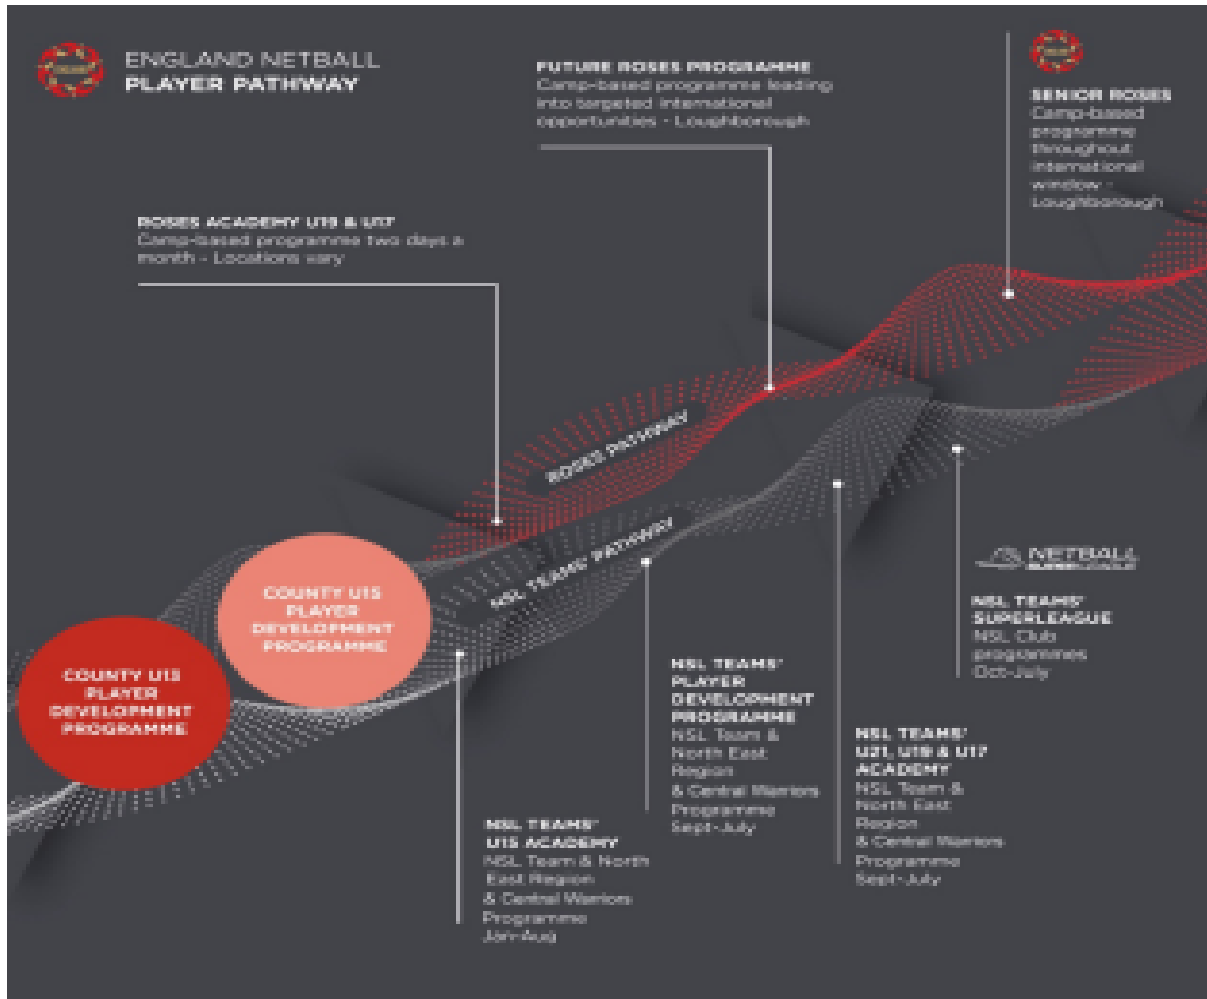 ENGLAND NETBALL
PLAYER PATHWAY
FUTURE ROSES PROGRAMME
Camp-based programme leading
into targeted international
opportunities - Loughborough
SENIOR ROSES
Camp-based
programme
throughout
international
window -
Loughborough
ROSES ACADEMY U19 & U17
Camp-based programme two days a
month - Locations vary
ROSES PATHWAY
NSL TEAMS' PATHWAY
COUNTY U15
PLAYER
DEVELOPMENT
PROGRAMME
COUNTY U13
PLAYER
DEVELOPMENT
PROGRAMME
NETBALL
SUPERLEAGUE
NSL TEAMS'
SUPERLEAGUE
NSL Club
programmes
Oct-July
NSL TEAMS'
PLAYER
DEVELOPMENT
PROGRAMME
NSL Team &
North East
Region
& Central Warriors
Programme
Sept-July
NSL TEAMS'
U21, U19 & U17
ACADEMY
NSL Team &
North East
Region
& Central Warriors
Programme
Sept-July
NSL TEAMS'
U15 ACADEMY
NSL Team & North
East Region
& Central Warriors
Programme
Jan-Aug